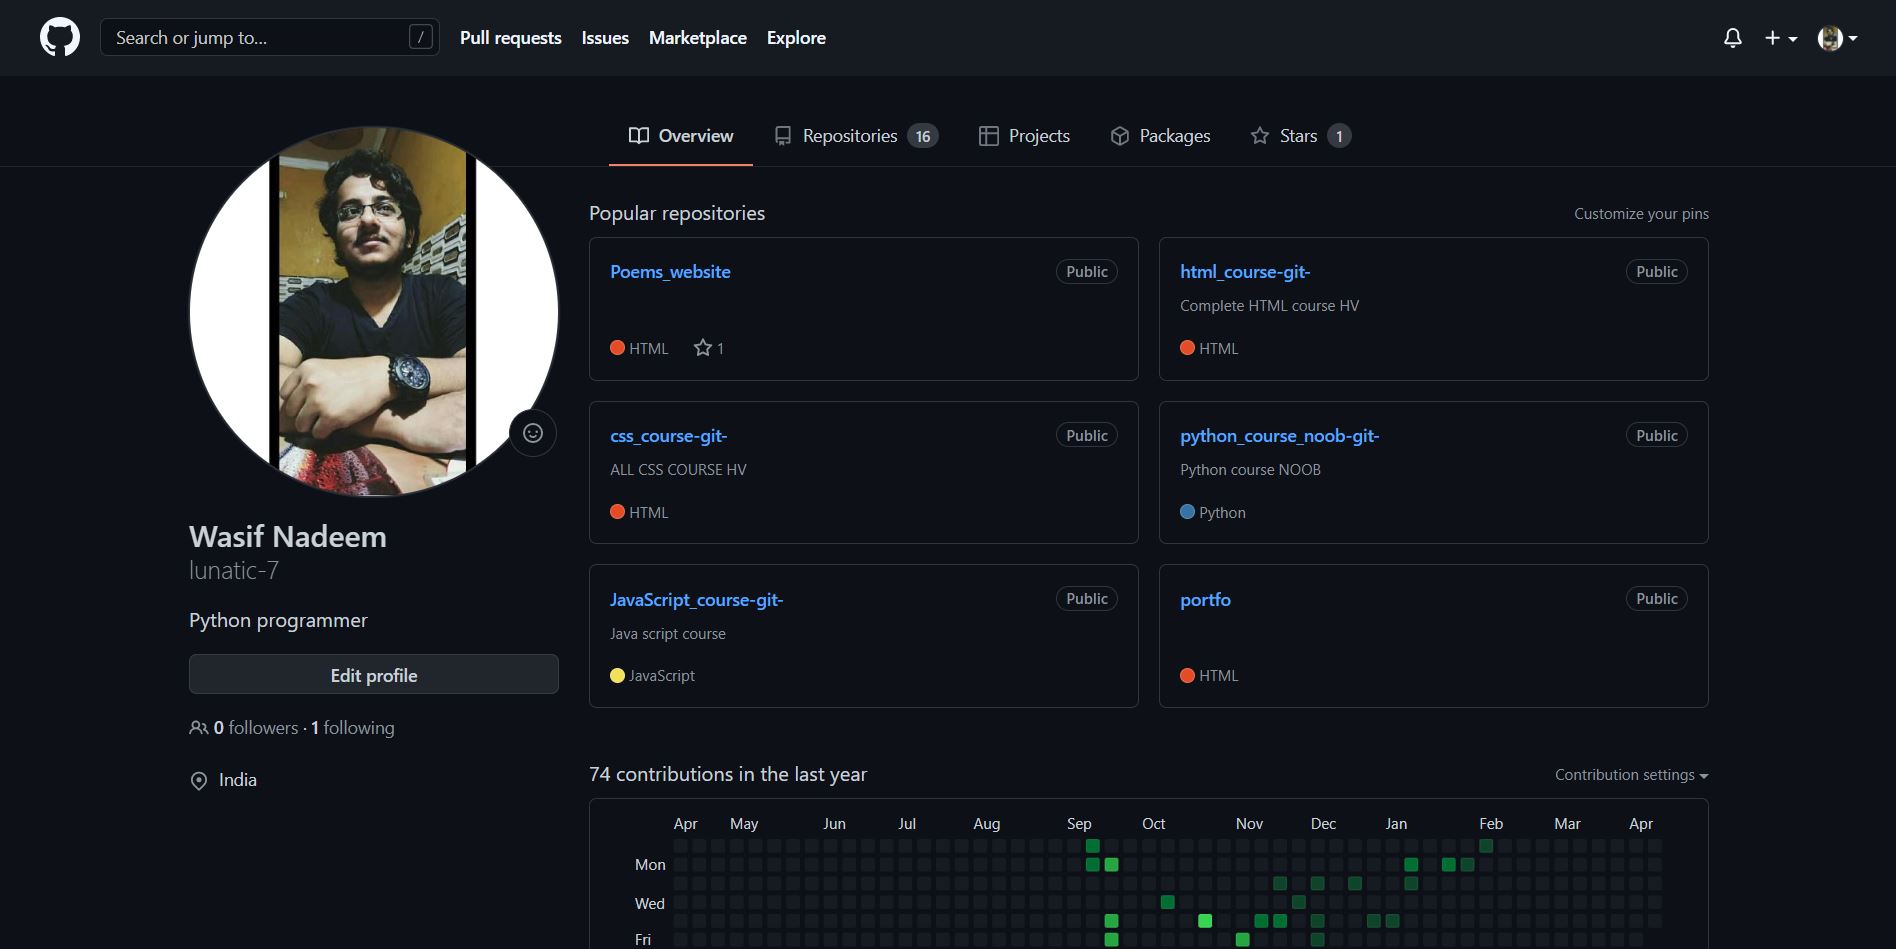 Search or jump to... /
Pull requests
Issues
Marketplace
Explore
Overview
Repositories 16
Projects
Packages
Stars 1
Wasif Nadeem
lunatic-7
Python programmer
Edit profile
0 followers · 1 following
India
Popular repositories
Customize your pins
Poems_website
Public
HTML
1
html_course-git-
Public
Complete HTML course HV
HTML
css_course-git-
Public
ALL CSS COURSE HV
HTML
python_course_noob-git-
Public
Python course NOOB
Python
JavaScript_course-git-
Public
Java script course
JavaScript
portfo
Public
HTML
74 contributions in the last year
Contribution settings
Apr May Jun Jul Aug Sep Oct Nov Dec Jan Feb Mar Apr
Mon
Wed
Fri